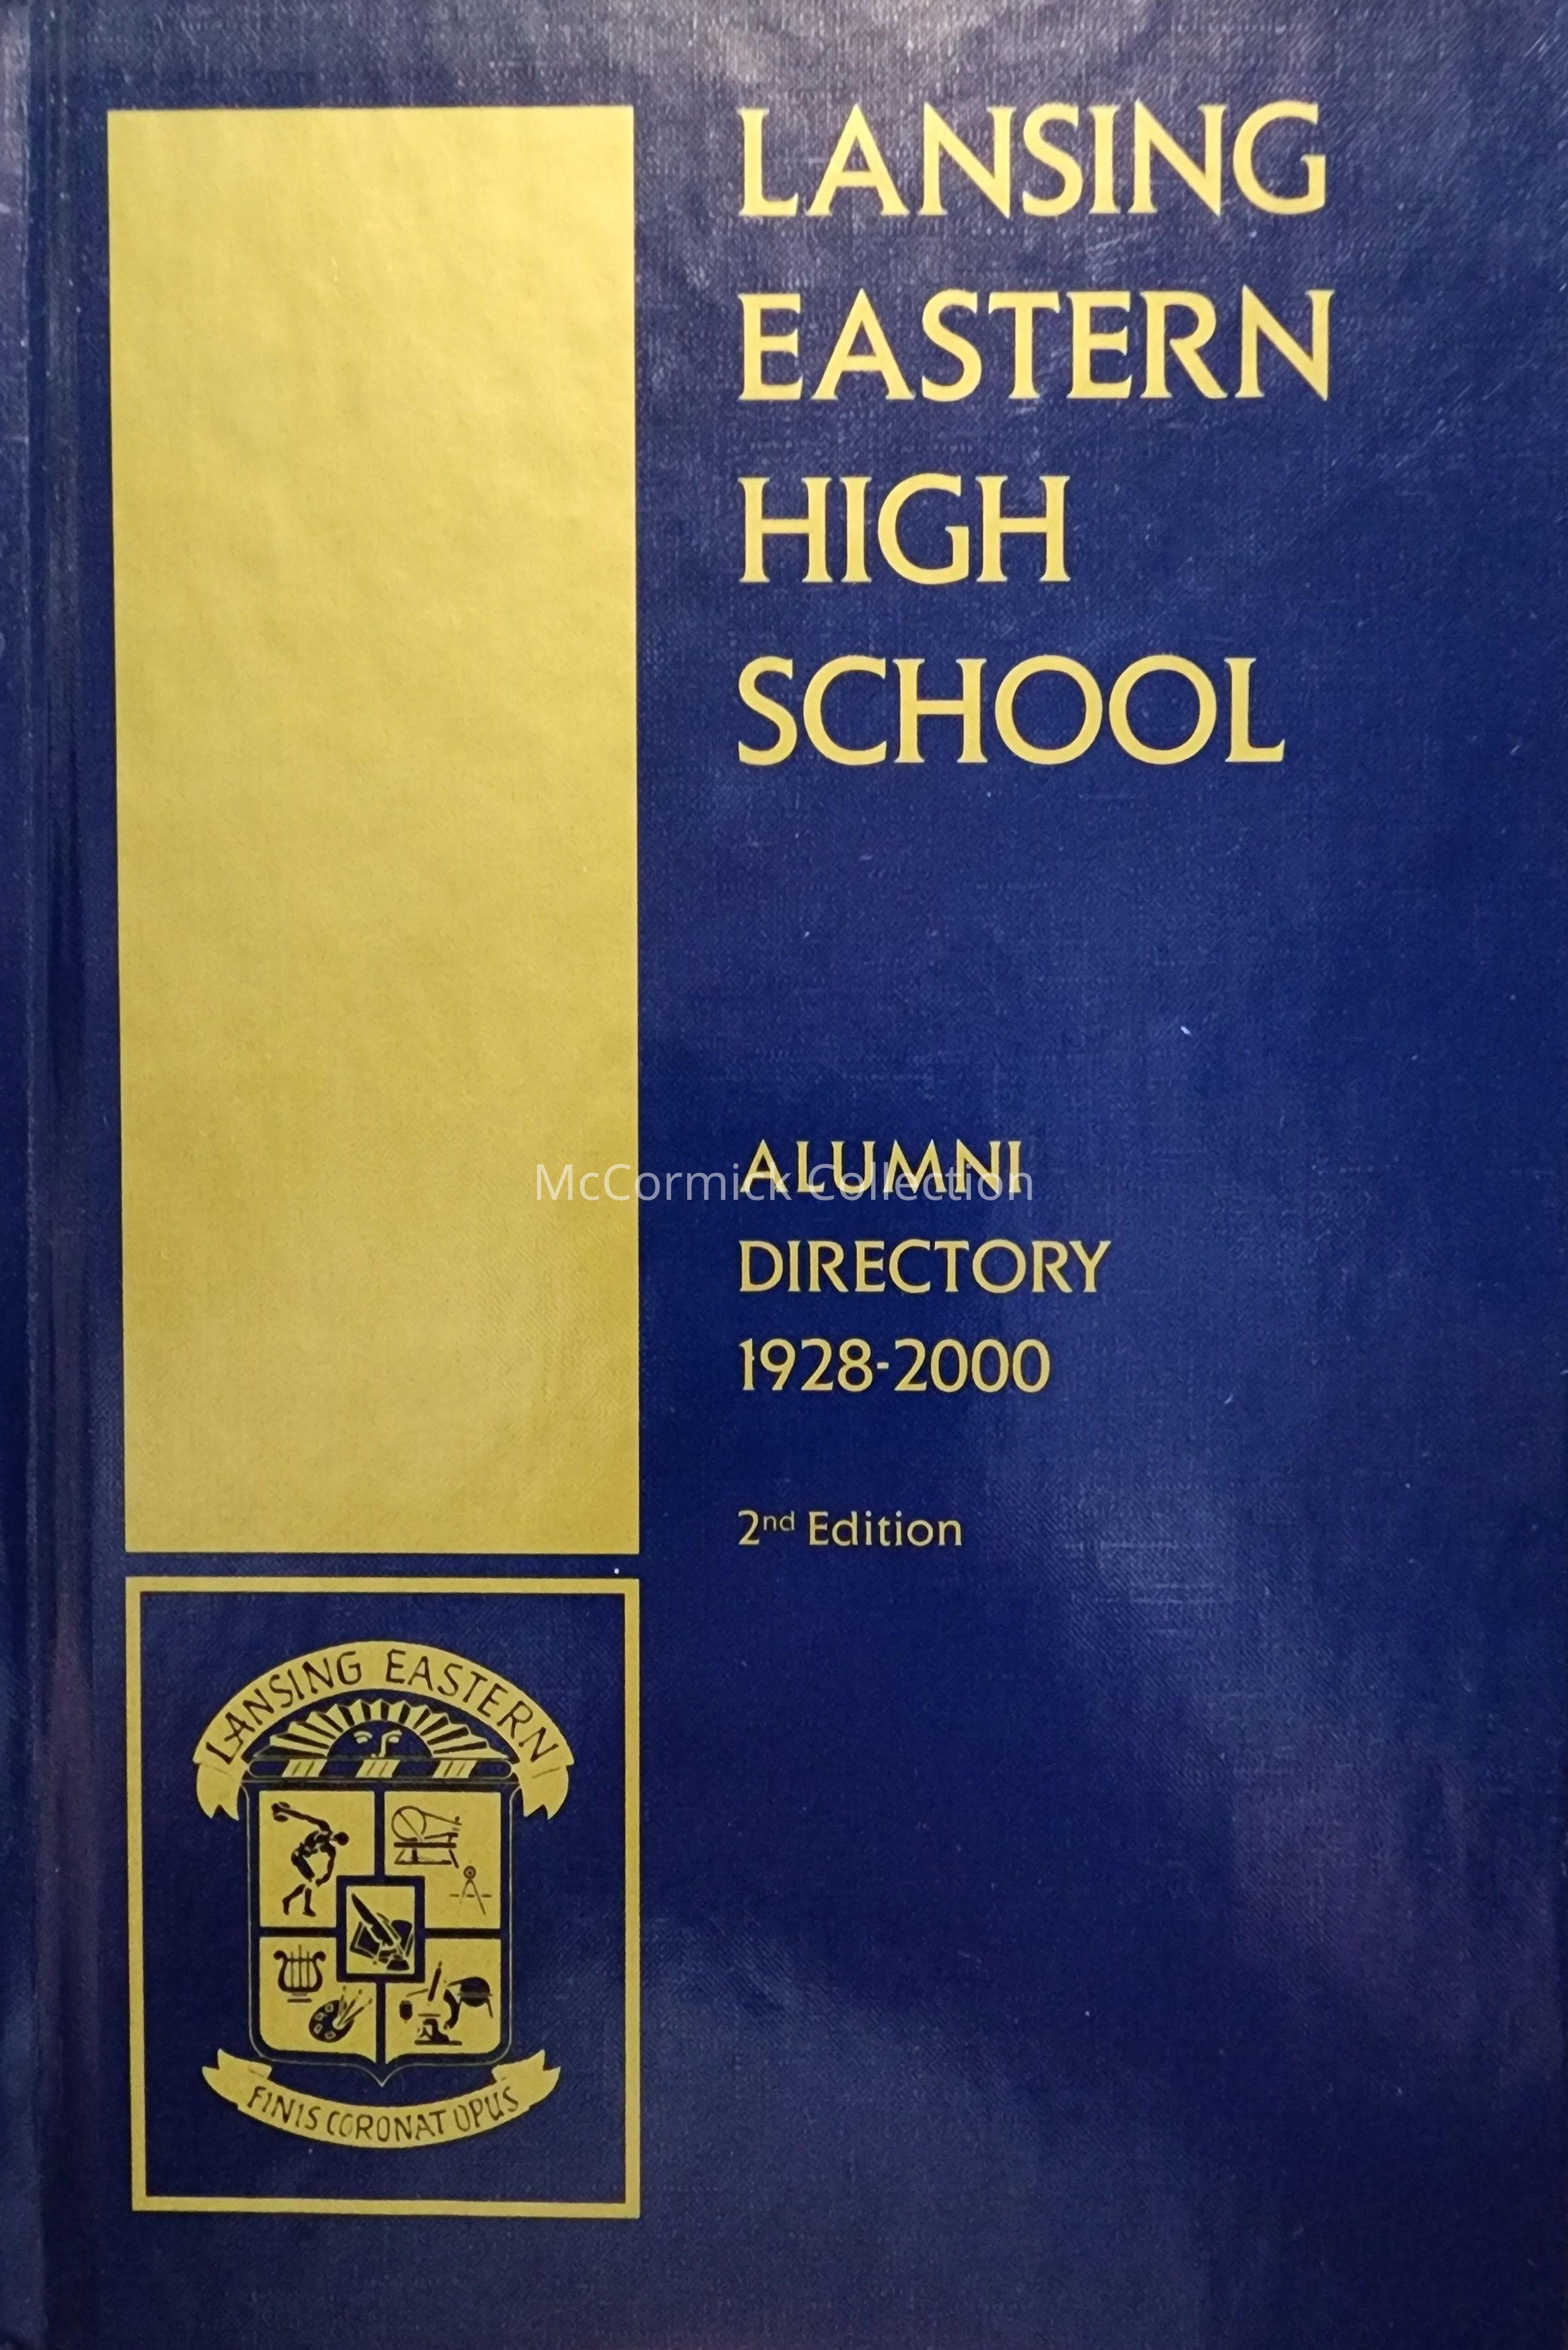 LANSING
EASTERN
HIGH
SCHOOL
ALUMNI
McCormick Collection
DIRECTORY
1928-2000
2nd Edition
LANSING EASTERN
FINIS CORONAT OPUS